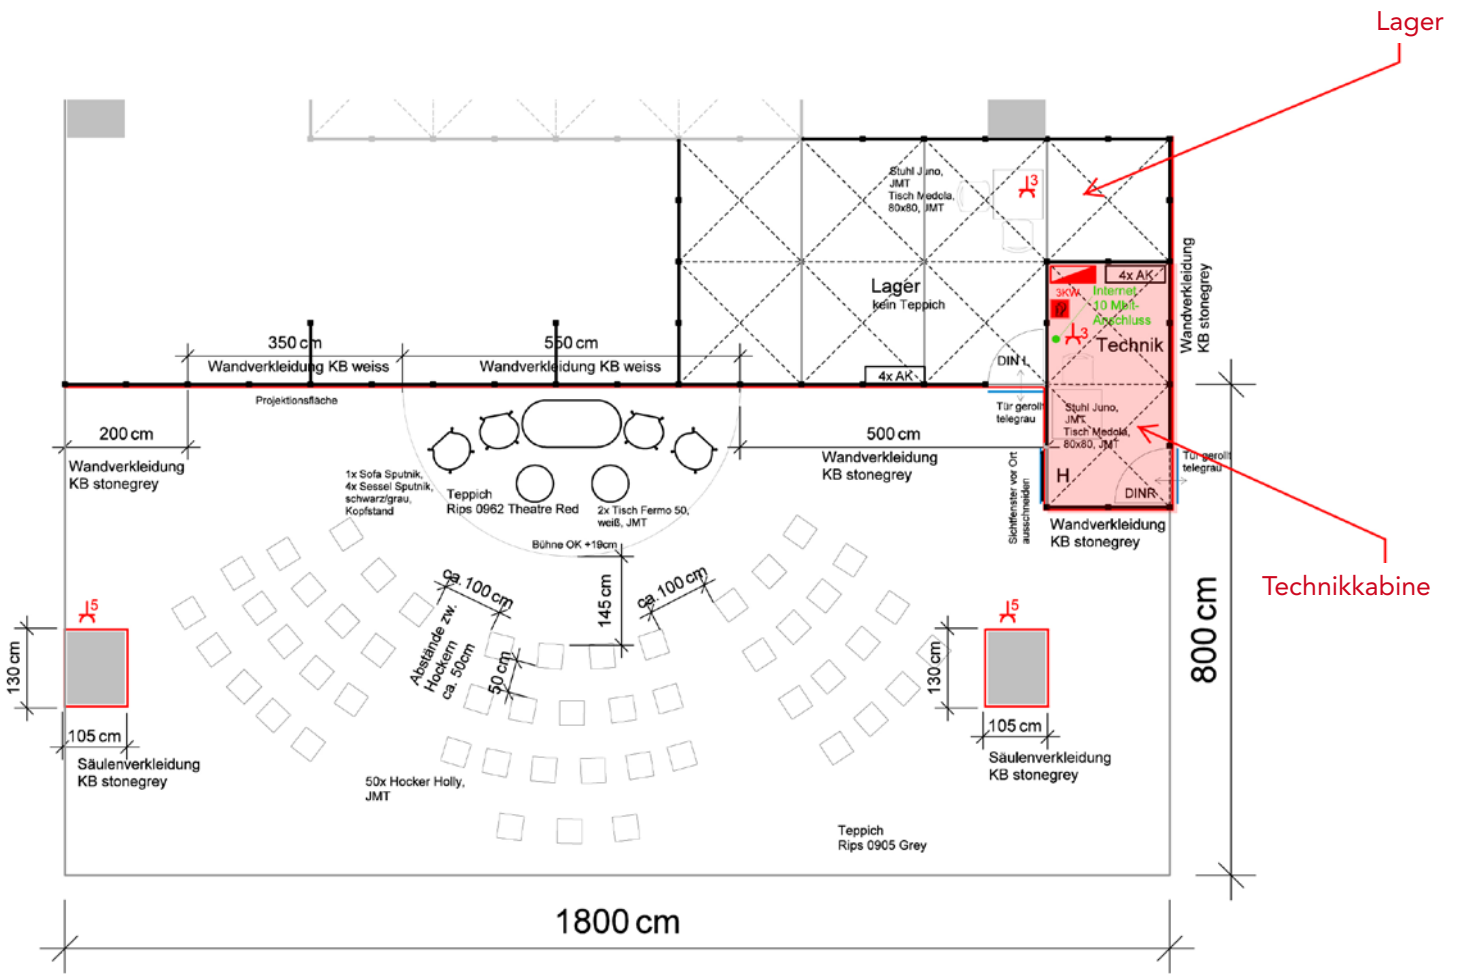 Lager
Stuhl Juno,
JMT
Tisch Medola,
80x80, JMT
3
Lager
kein Teppich
4x AK
3KW
Internet
10 Mbit-
Anschluss
3
Technik
Wandverkleidung
KB stonegrey
350 cm
550 cm
Wandverkleidung KB weiss
Wandverkleidung KB weiss
4x AK
DIN L
Projektionsfläche
Tür gerollt
telegrau
Stuhl Juno,
JMT
Tisch Medola,
80x80, JMT
200 cm
500 cm
Wandverkleidung
KB stonegrey
Wandverkleidung
KB stonegrey
Tür gerollt
telegrau
1x Sofa Sputnik,
4x Sessel Sputnik,
schwarz/grau,
Kopfstand
Teppich
Rips 0962 Theatre Red
2x Tisch Fermo 50,
weiß, JMT
Sichtfenster vor Ort
ausschneiden
H
DINR
Wandverkleidung
KB stonegrey
Bühne OK +19cm
ca. 100 cm
145 cm
ca. 100 cm
Technikkabine
5
5
Abstände zw.
Hockern
ca. 50cm
50 cm
130 cm
130 cm
800 cm
105 cm
105 cm
Säulenverkleidung
KB stonegrey
Säulenverkleidung
KB stonegrey
50x Hocker Holly,
JMT
Teppich
Rips 0905 Grey
1800 cm